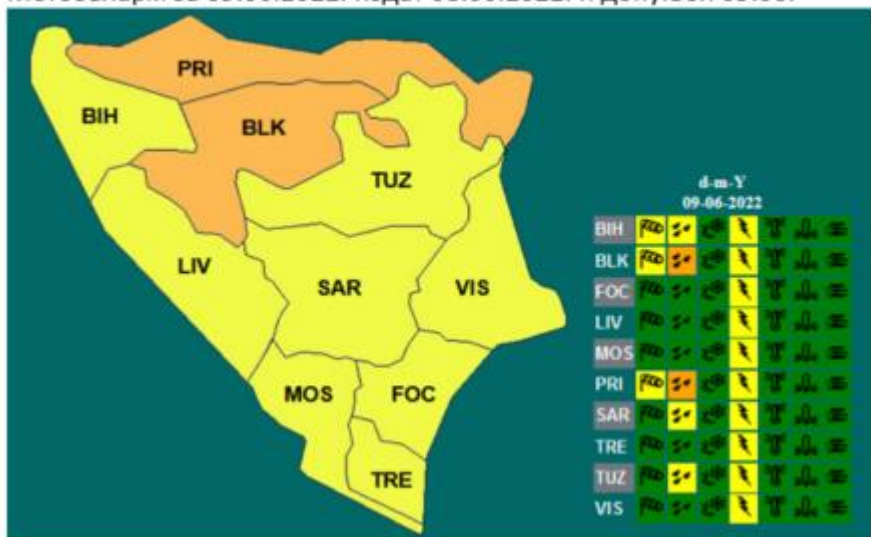 PRI
BIH
BLK
TUZ
LIV
SAR
VIS
MOS
FOC
TRE
d-m-Y
09-06-2022
BIH
BLK
FOC
LIV
MOS
PRI
SAR
TRE
TUZ
VIS